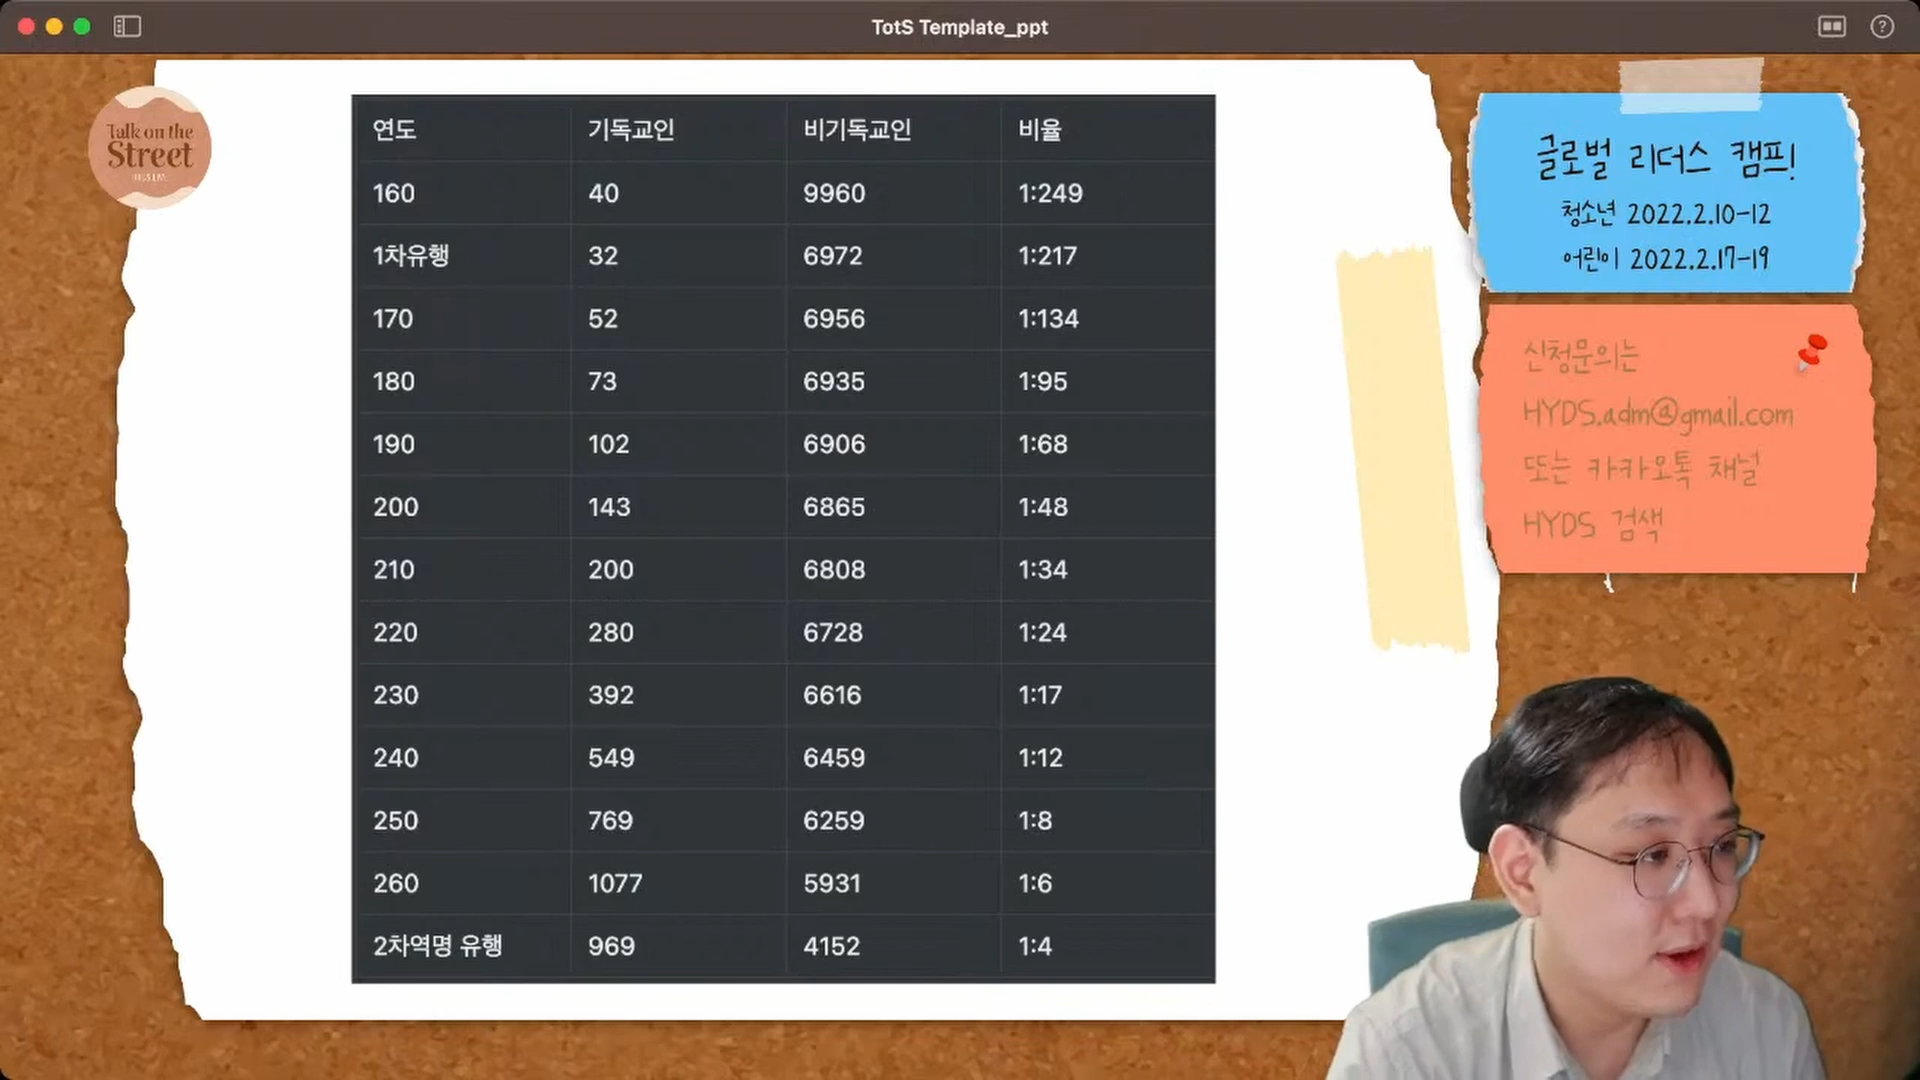 TotS Template_ppt
Talk on the
Street
연도 기독교인 비기독교인 비율
160 40 9960 1:249
1차유행 32 6972 1:217
170 52 6956 1:134
180 73 6935 1:95
190 102 6906 1:68
200 143 6865 1:48
210 200 6808 1:34
220 280 6728 1:24
230 392 6616 1:17
240 549 6459 1:12
250 769 6259 1:8
260 1077 5931 1:6
2차역명 유행 969 4152 1:4
글로벌 리더스 캠프!
청소년 2022.2.10-12
어린이 2022.2.17-19
신청문의는
HYDS.adm@gmail.com
또는 카카오톡 채널
HYDS 검색